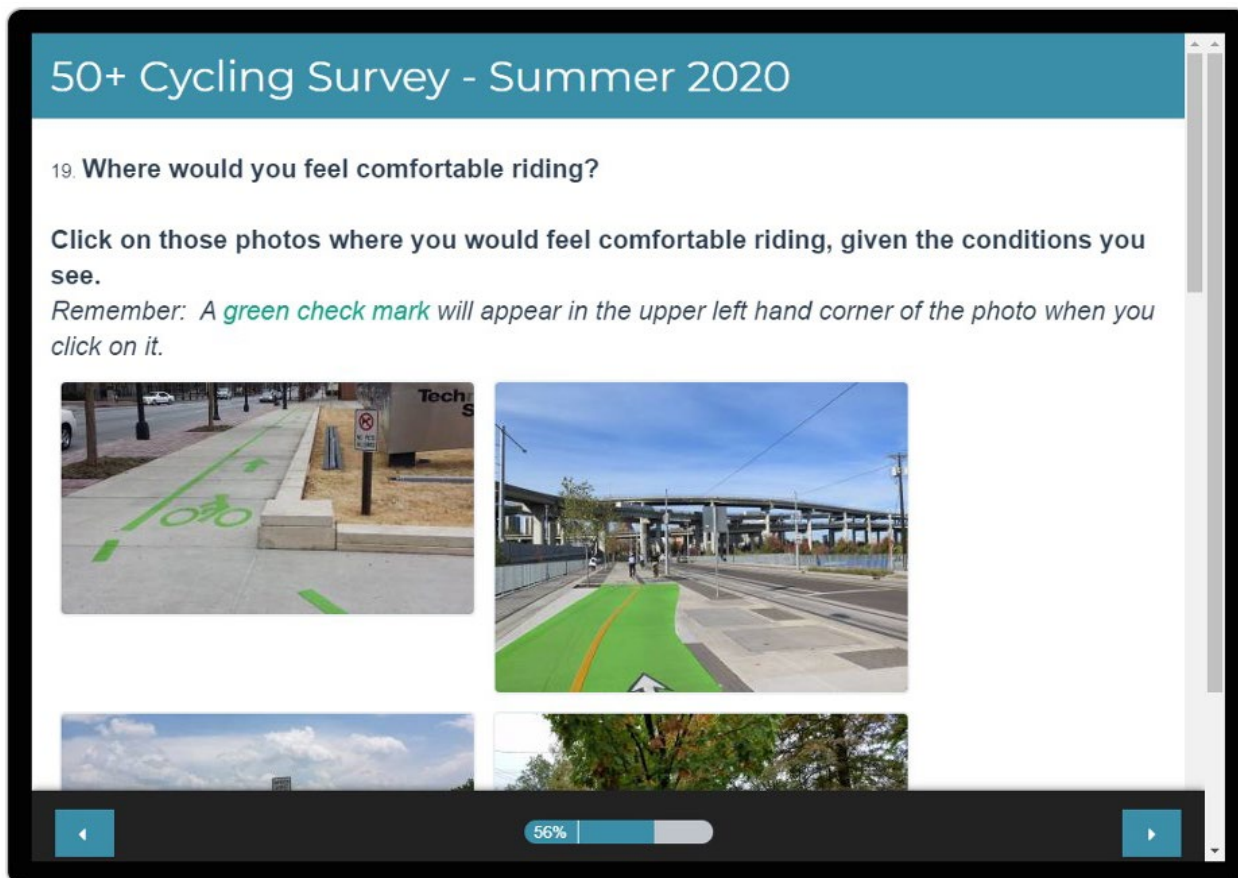 50+ Cycling Survey - Summer 2020
19. Where would you feel comfortable riding?
Click on those photos where you would feel comfortable riding, given the conditions you
see.
Remember: A green check mark will appear in the upper left hand corner of the photo when you
click on it.
Tech
S
56%